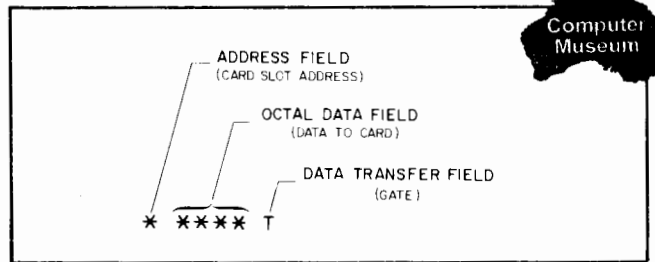 Computer
Museum
ADDRESS FIELD
(CARD SLOT ADDRESS)
OCTAL DATA FIELD
(DATA TO CARD)
DATA TRANSFER FIELD
(GATE)
* **** T